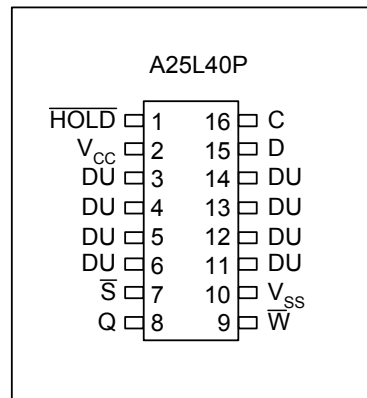 A25L40P
HOLD 1 16 C
VCC 2 15 D
DU 3 14 DU
DU 4 13 DU
DU 5 12 DU
DU 6 11 DU
S 7 10 VSS
Q 8 9 W